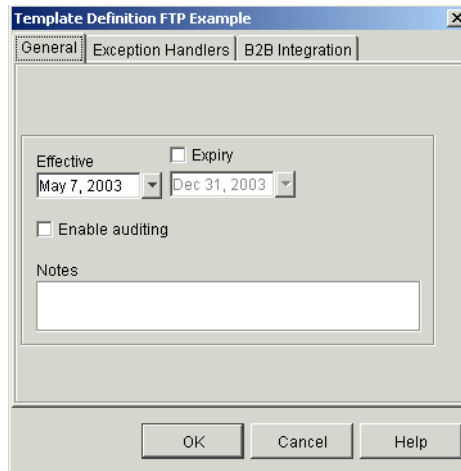 Template Definition FTP Example
General Exception Handlers B2B Integration
Effective Expiry
May 7, 2003 Dec 31, 2003
Enable auditing
Notes
OK Cancel Help